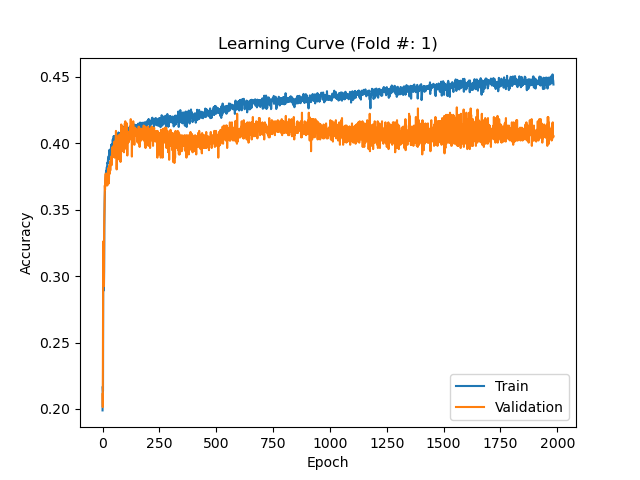 Learning Curve (Fold #: 1)
0.45
0.40
0.35
0.30
0.25
0.20
Accuracy
0 250 500 750 1000 1250 1500 1750 2000
Epoch
Train
Validation